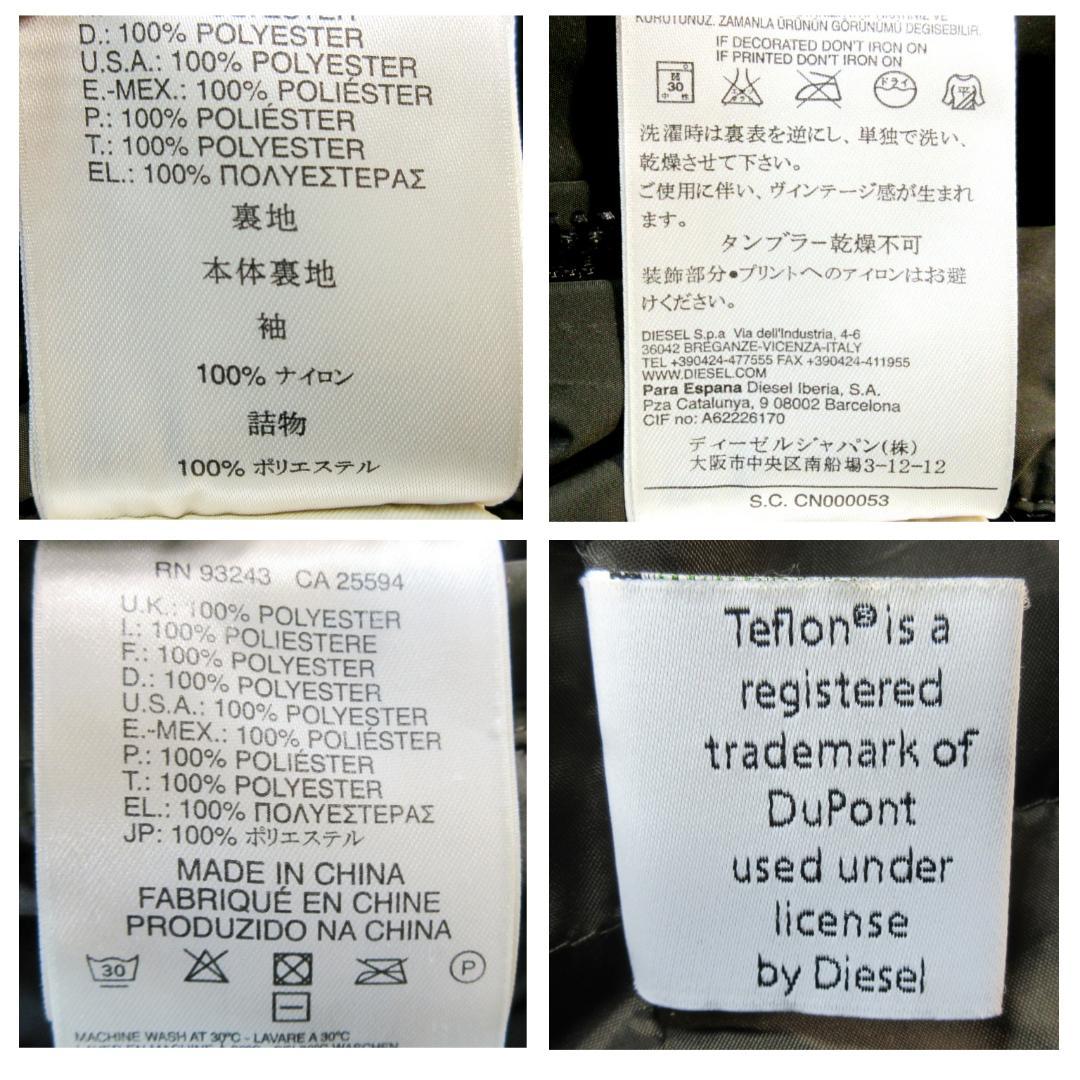 D.: 100% POLYESTER
U.S.A.: 100% POLYESTER
E.-MEX.: 100% POLIÉSTER
P.: 100% POLIÉSTER
T.: 100% POLYESTER
EL.: 100% ΠΟΛΥΕΣΤΕΡΑΣ
裏地
本体裏地
袖
100% ナイロン
詰物
100% ポリエステル
KURUTUNUZ. ZAMANLA ÜRÜNÜN GÖRÜNÜMÜ DEGISEBILIR.
IF DECORATED DON'T IRON ON
IF PRINTED DON'T IRON ON
30
中性
ドライ
平
洗濯時は裏表を逆にし、単独で洗い、
乾燥させて下さい。
ご使用に伴い、ヴィンテージ感が生まれ
ます。
タンブラー乾燥不可
装飾部分●プリントへのアイロンはお避
けください。
DIESEL S.p.a Via dell'Industria, 4-6
36042 BREGANZE-VICENZA-ITALY
TEL +390424-477555 FAX +390424-411955
WWW.DIESEL.COM
Para Espana Diesel Iberia, S.A.
Pza Catalunya, 9 08002 Barcelona
CIF no: A62226170
ディーゼルジャパン(株)
大阪市中央区南船場3-12-12
S.C. CN000053
RN 93243 CA 25594
U.K.: 100% POLYESTER
I.: 100% POLIESTERE
F.: 100% POLYESTER
D.: 100% POLYESTER
U.S.A.: 100% POLYESTER
E.-MEX.: 100% POLIÉSTER
P.: 100% POLIÉSTER
T.: 100% POLYESTER
EL.: 100% ΠΟΛΥΕΣΤΕΡΑΣ
JP: 100% ポリエステル
MADE IN CHINA
FABRIQUÉ EN CHINE
PRODUZIDO NA CHINA
30 P
MACHINE WASH AT 30°C - LAVARE A 30°C
Teflon® is a
registered
trademark of
DuPont
used under
license
by Diesel